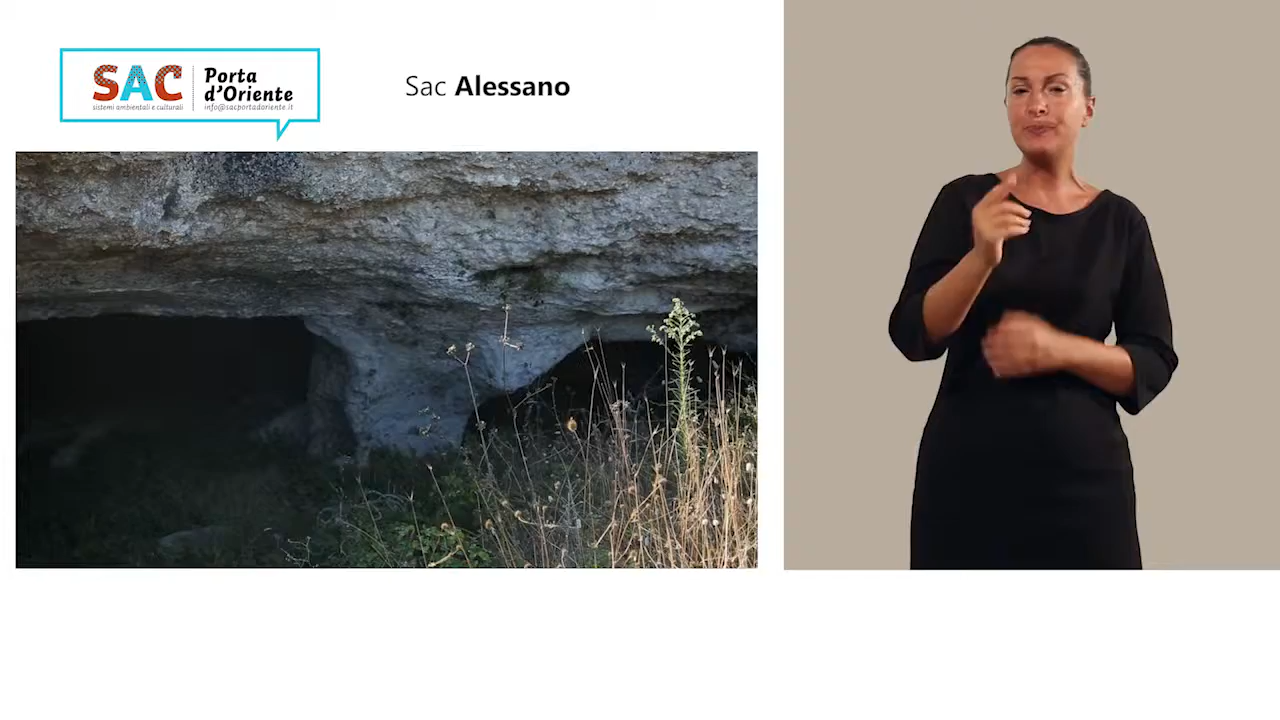 SAC
sistemi ambientali e culturali
Porta
d'Oriente
info@sacportadoriente.it
Sac Alessano